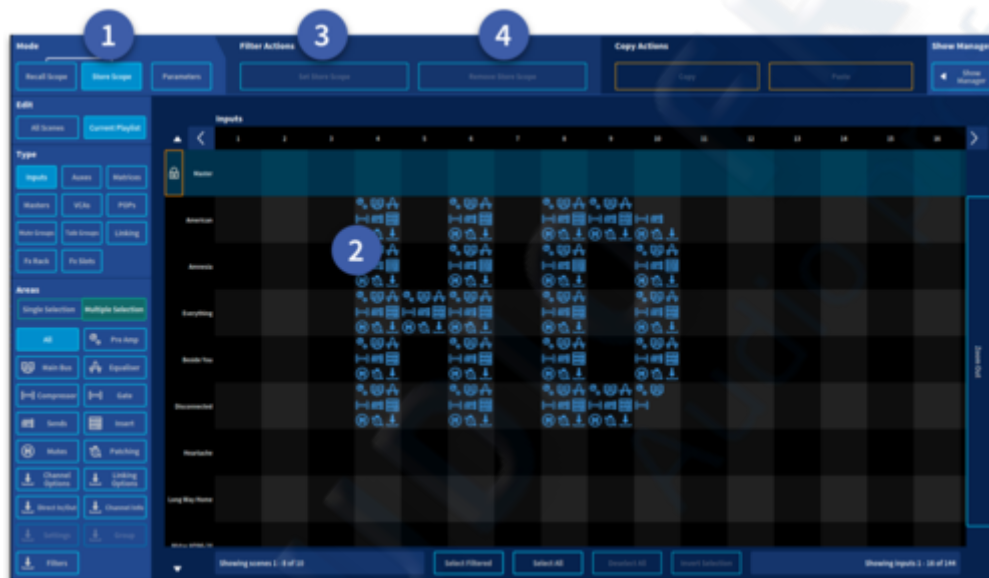 1
3
4
Mode
Filter Actions
Copy Actions
Show Manager
Recall Scope
Store Scope
Parameters
Set Store Scope
Remove Store Scope
Copy
Paste
Show Manager
Edit
All Scenes
Current Playlist
Inputs
1 2 3 4 5 6 7 8 9 10 11 12 13 14 15 16
Type
Inputs
Auxes
Matrices
Master
Masters
VCAs
POPs
American
Mute Groups
Talk Groups
Linking
2
Fx Rack
Fx Slots
Amnesia
Areas
Single Selection
Multiple Selection
Everything
All
Pre Amp
Main Bus
Equaliser
Beside You
Zoom Out
Compressor
Gate
Disconnected
Sends
Insert
Mutes
Patching
Heartache
Channel Options
Linking Options
Long Way Home
Direct In/Out
Channel Info
Settings
Group
Filters
Showing scenes 1 - 8 of 10
Select Filtered
Select All
Deselect All
Invert Selection
Showing inputs 1 - 16 of 144